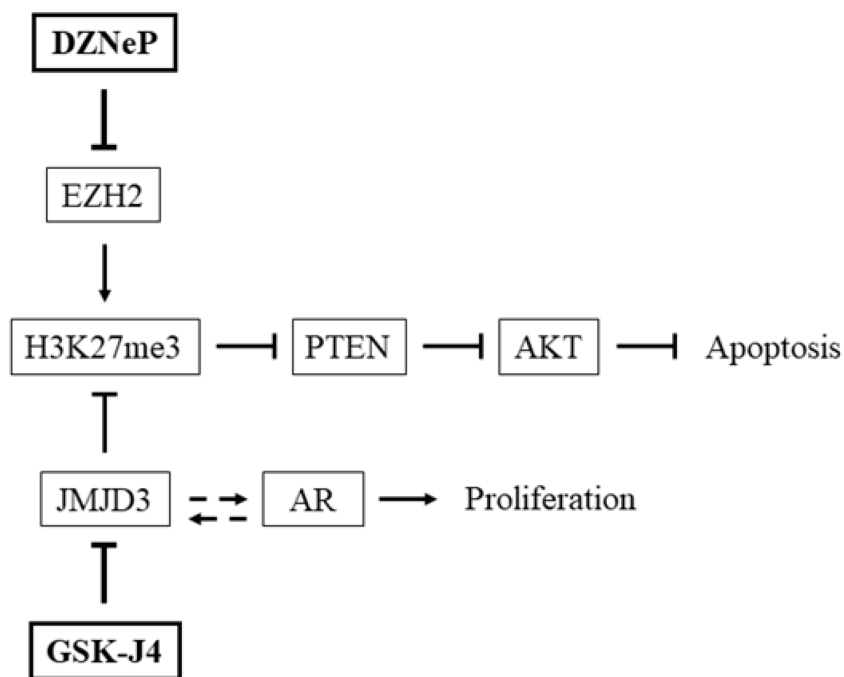 DZNeP
EZH2
H3K27me3 PTEN AKT Apoptosis
JMJD3 AR Proliferation
GSK-J4